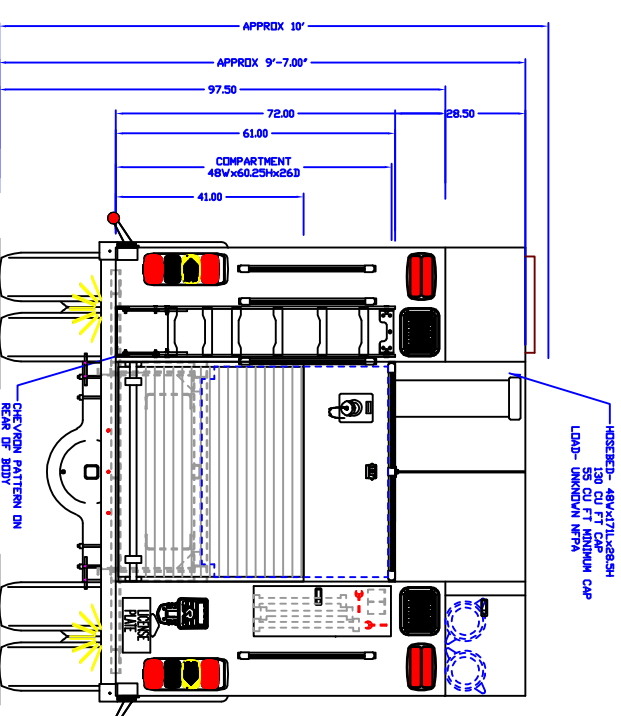 APPROX 10'
APPROX 9'-7.00"
97.50
72.00
28.50
61.00
COMPARTMENT
48Wx60.25Hx26D
41.00
HOSEBED- 48Wx171Lx28.5H
130 CU FT CAP
55 CU FT MINIMUM CAP
LOAD- UNKNOWN NFPA
CHEVRON PATTERN ON
REAR OF BODY
LICENSE
PLATE